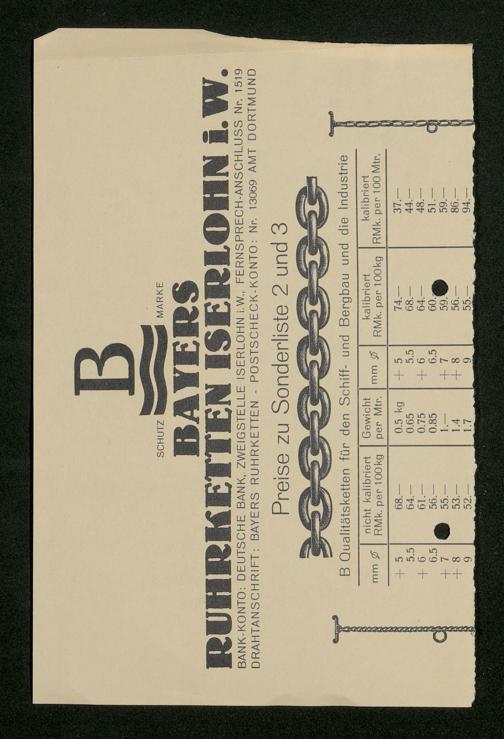 B
SCHUTZ MARKE
BAYERS
RUHRKETTEN ISERLOHN i.W.
BANK-KONTO: DEUTSCHE BANK, ZWEIGSTELLE ISERLOHN i.W., FERNSPRECH-ANSCHLUSS Nr. 1519
DRAHTANSCHRIFT: BAYERS RUHRKETTEN - POSTSCHECK-KONTO: Nr. 13069 AMT DORTMUND
Preise zu Sonderliste 2 und 3
B Qualitätsketten für den Schiff- und Bergbau und die Industrie
mm ø nicht kalibriert RMk. per 100kg Gewicht per Mtr. mm ø kalibriert RMk. per 100kg kalibriert RMk. per 100 Mtr.
+ 5 68.— 0.5 kg + 5 74.— 37.—
5.5 64.— 0.65 5.5 68.— 44.—
+ 6 61.— 0.75 + 6 64.— 48.—
6.5 56. 0.85 6.5 60. 51.—
+ 7 55.— 1.— + 7 59. 59.—
+ 8 53.— 1.4 + 8 56.— 86.—
9 52.— 1.7 9 55.— 94.—